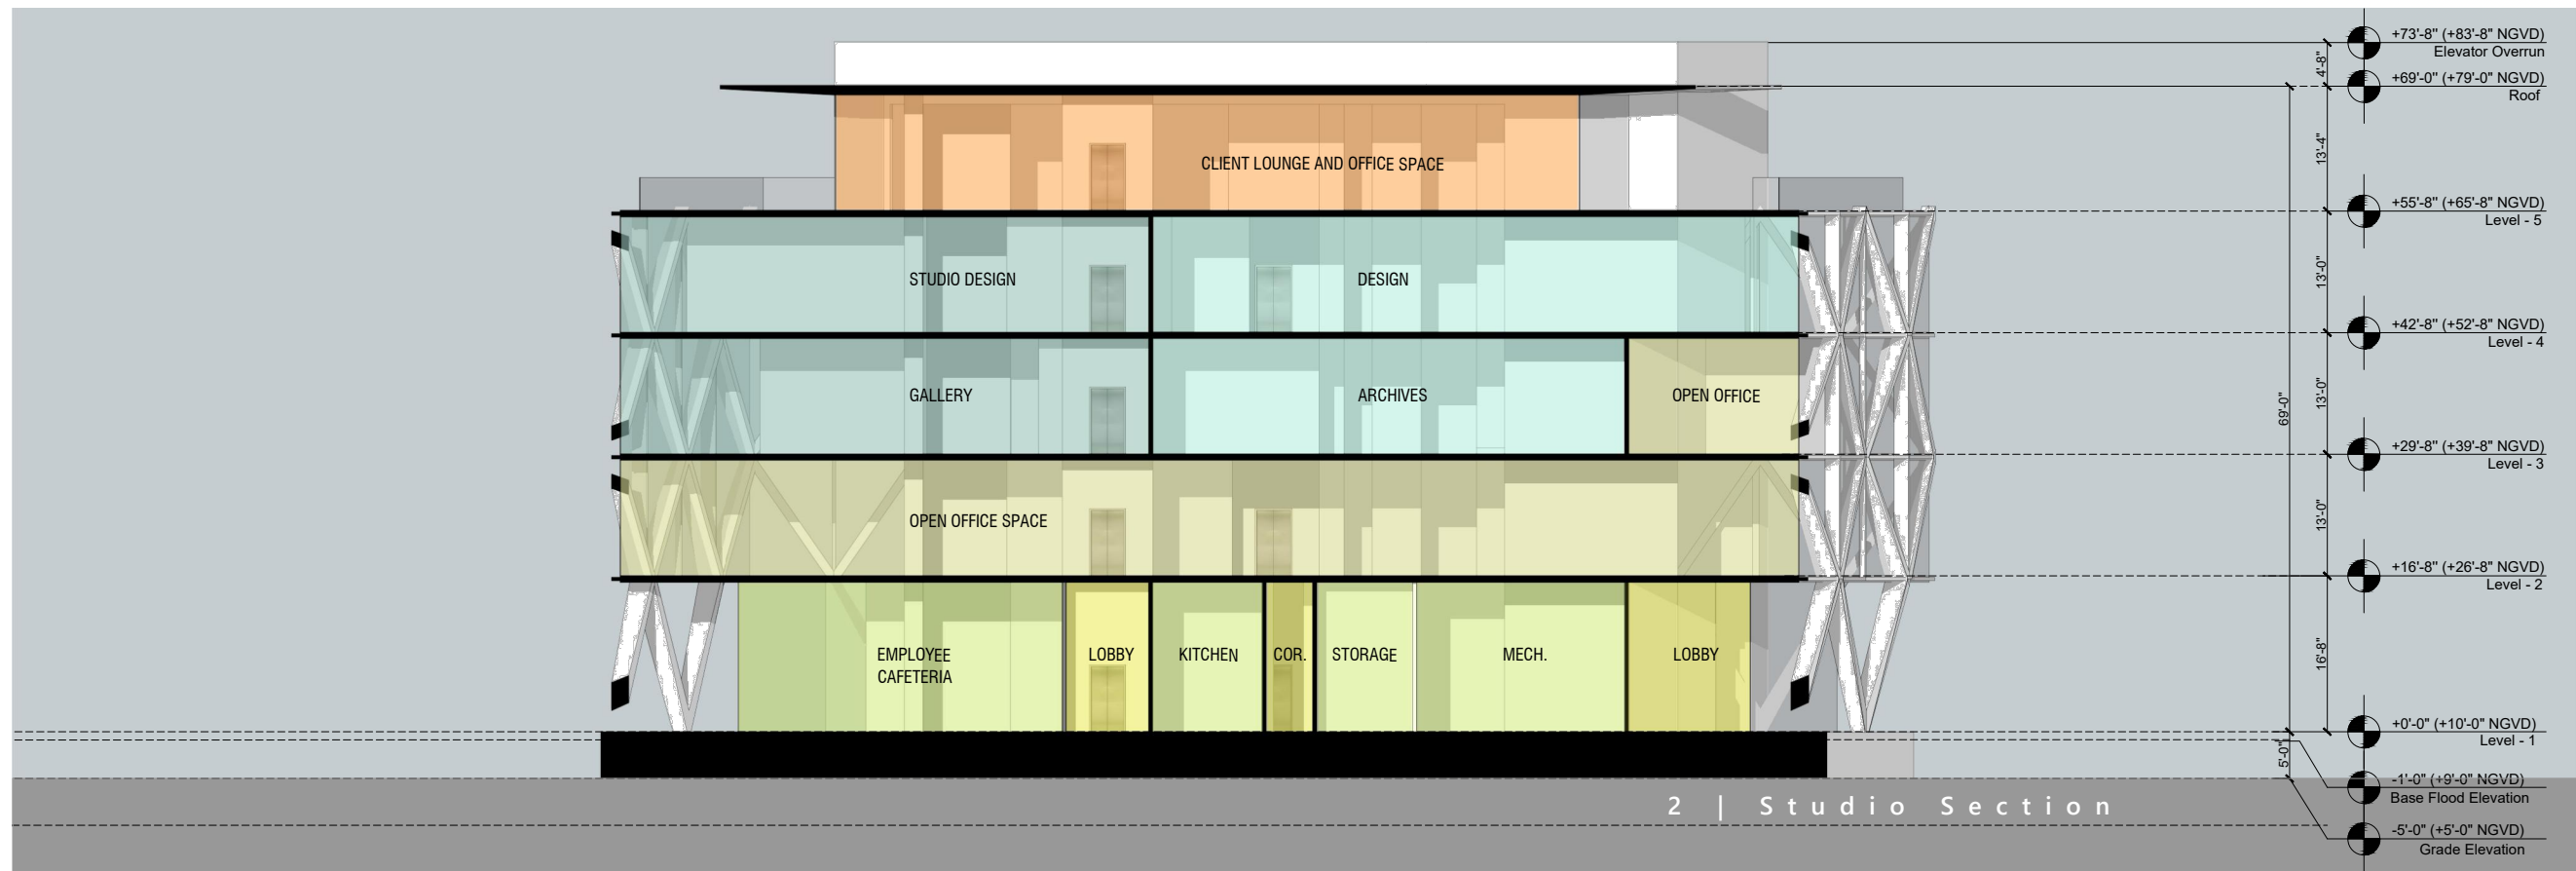 +73'-8" (+83'-8" NGVD)
Elevator Overrun
4'-8"
+69'-0" (+79'-0" NGVD)
Roof
13'-4"
CLIENT LOUNGE AND OFFICE SPACE
+55'-8" (+65'-8" NGVD)
Level - 5
13'-0"
STUDIO DESIGN
DESIGN
+42'-8" (+52'-8" NGVD)
Level - 4
13'-0"
69'-0"
GALLERY
ARCHIVES
OPEN OFFICE
+29'-8" (+39'-8" NGVD)
Level - 3
13'-0"
OPEN OFFICE SPACE
+16'-8" (+26'-8" NGVD)
Level - 2
16'-8"
EMPLOYEE
CAFETERIA
LOBBY
KITCHEN
COR.
STORAGE
MECH.
LOBBY
+0'-0" (+10'-0" NGVD)
Level - 1
5'-0"
-1'-0" (+9'-0" NGVD)
Base Flood Elevation
2 | Studio Section
-5'-0" (+5'-0" NGVD)
Grade Elevation